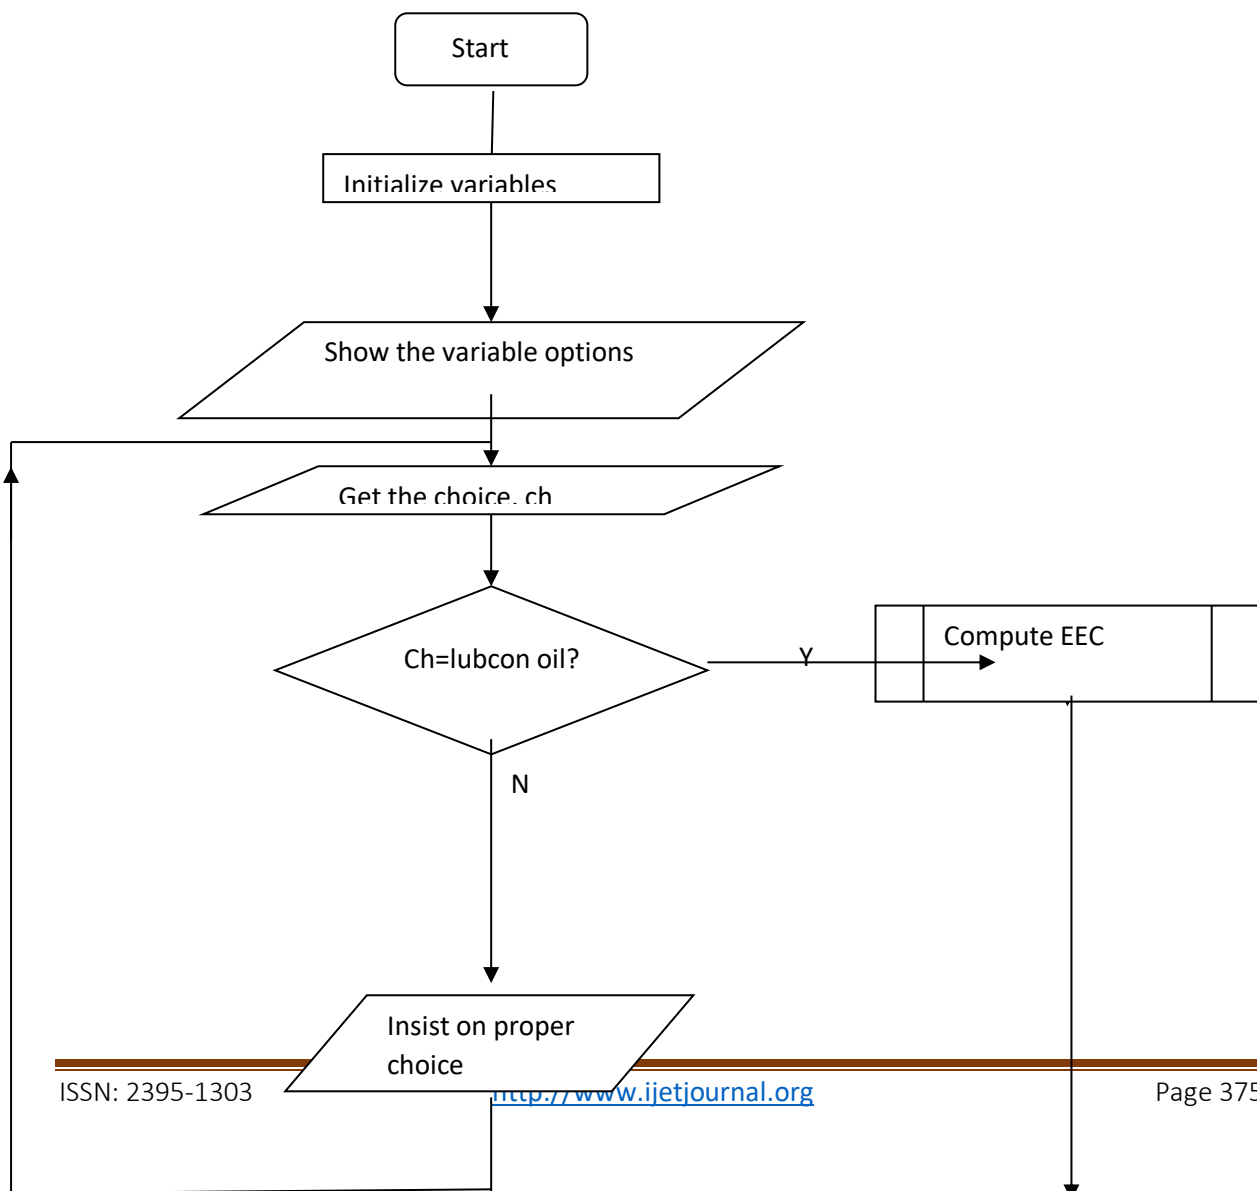 Start
Initialize variables
Show the variable options
Get the choice, ch
Ch=lubcon oil?
Y
Compute EEC
N
Insist on proper
choice
ISSN: 2395-1303 http://www.ijetjournal.org Page 375